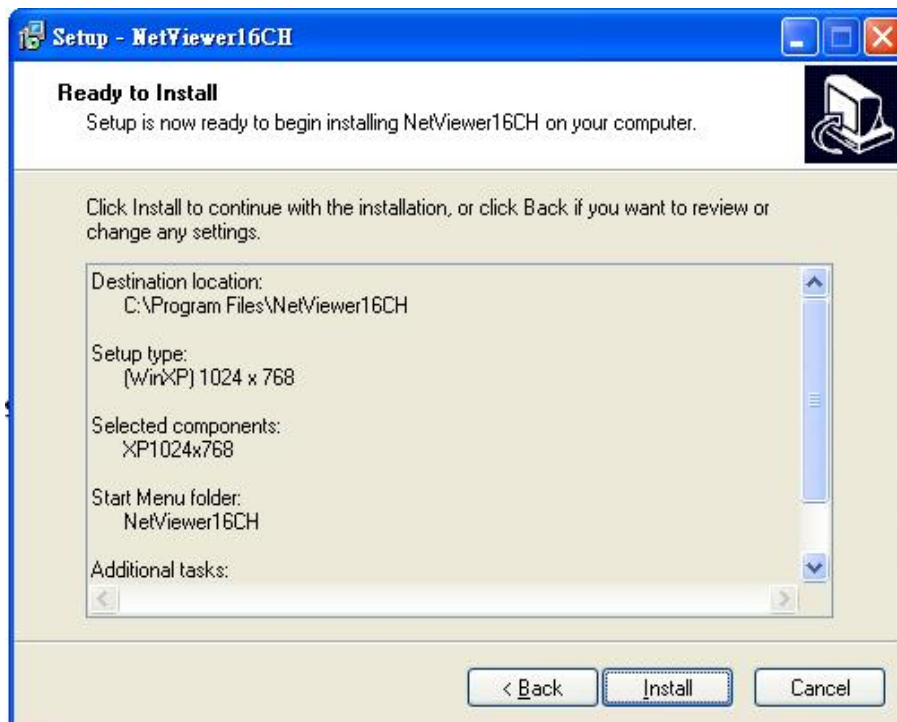 Setup - NetViewer16CH
Ready to Install
Setup is now ready to begin installing NetViewer16CH on your computer.
Click Install to continue with the installation, or click Back if you want to review or
change any settings.
Destination location:
C:\Program Files\NetViewer16CH
Setup type:
(WinXP) 1024 x 768
Selected components:
XP1024x768
Start Menu folder:
NetViewer16CH
Additional tasks:
< Back
Install
Cancel